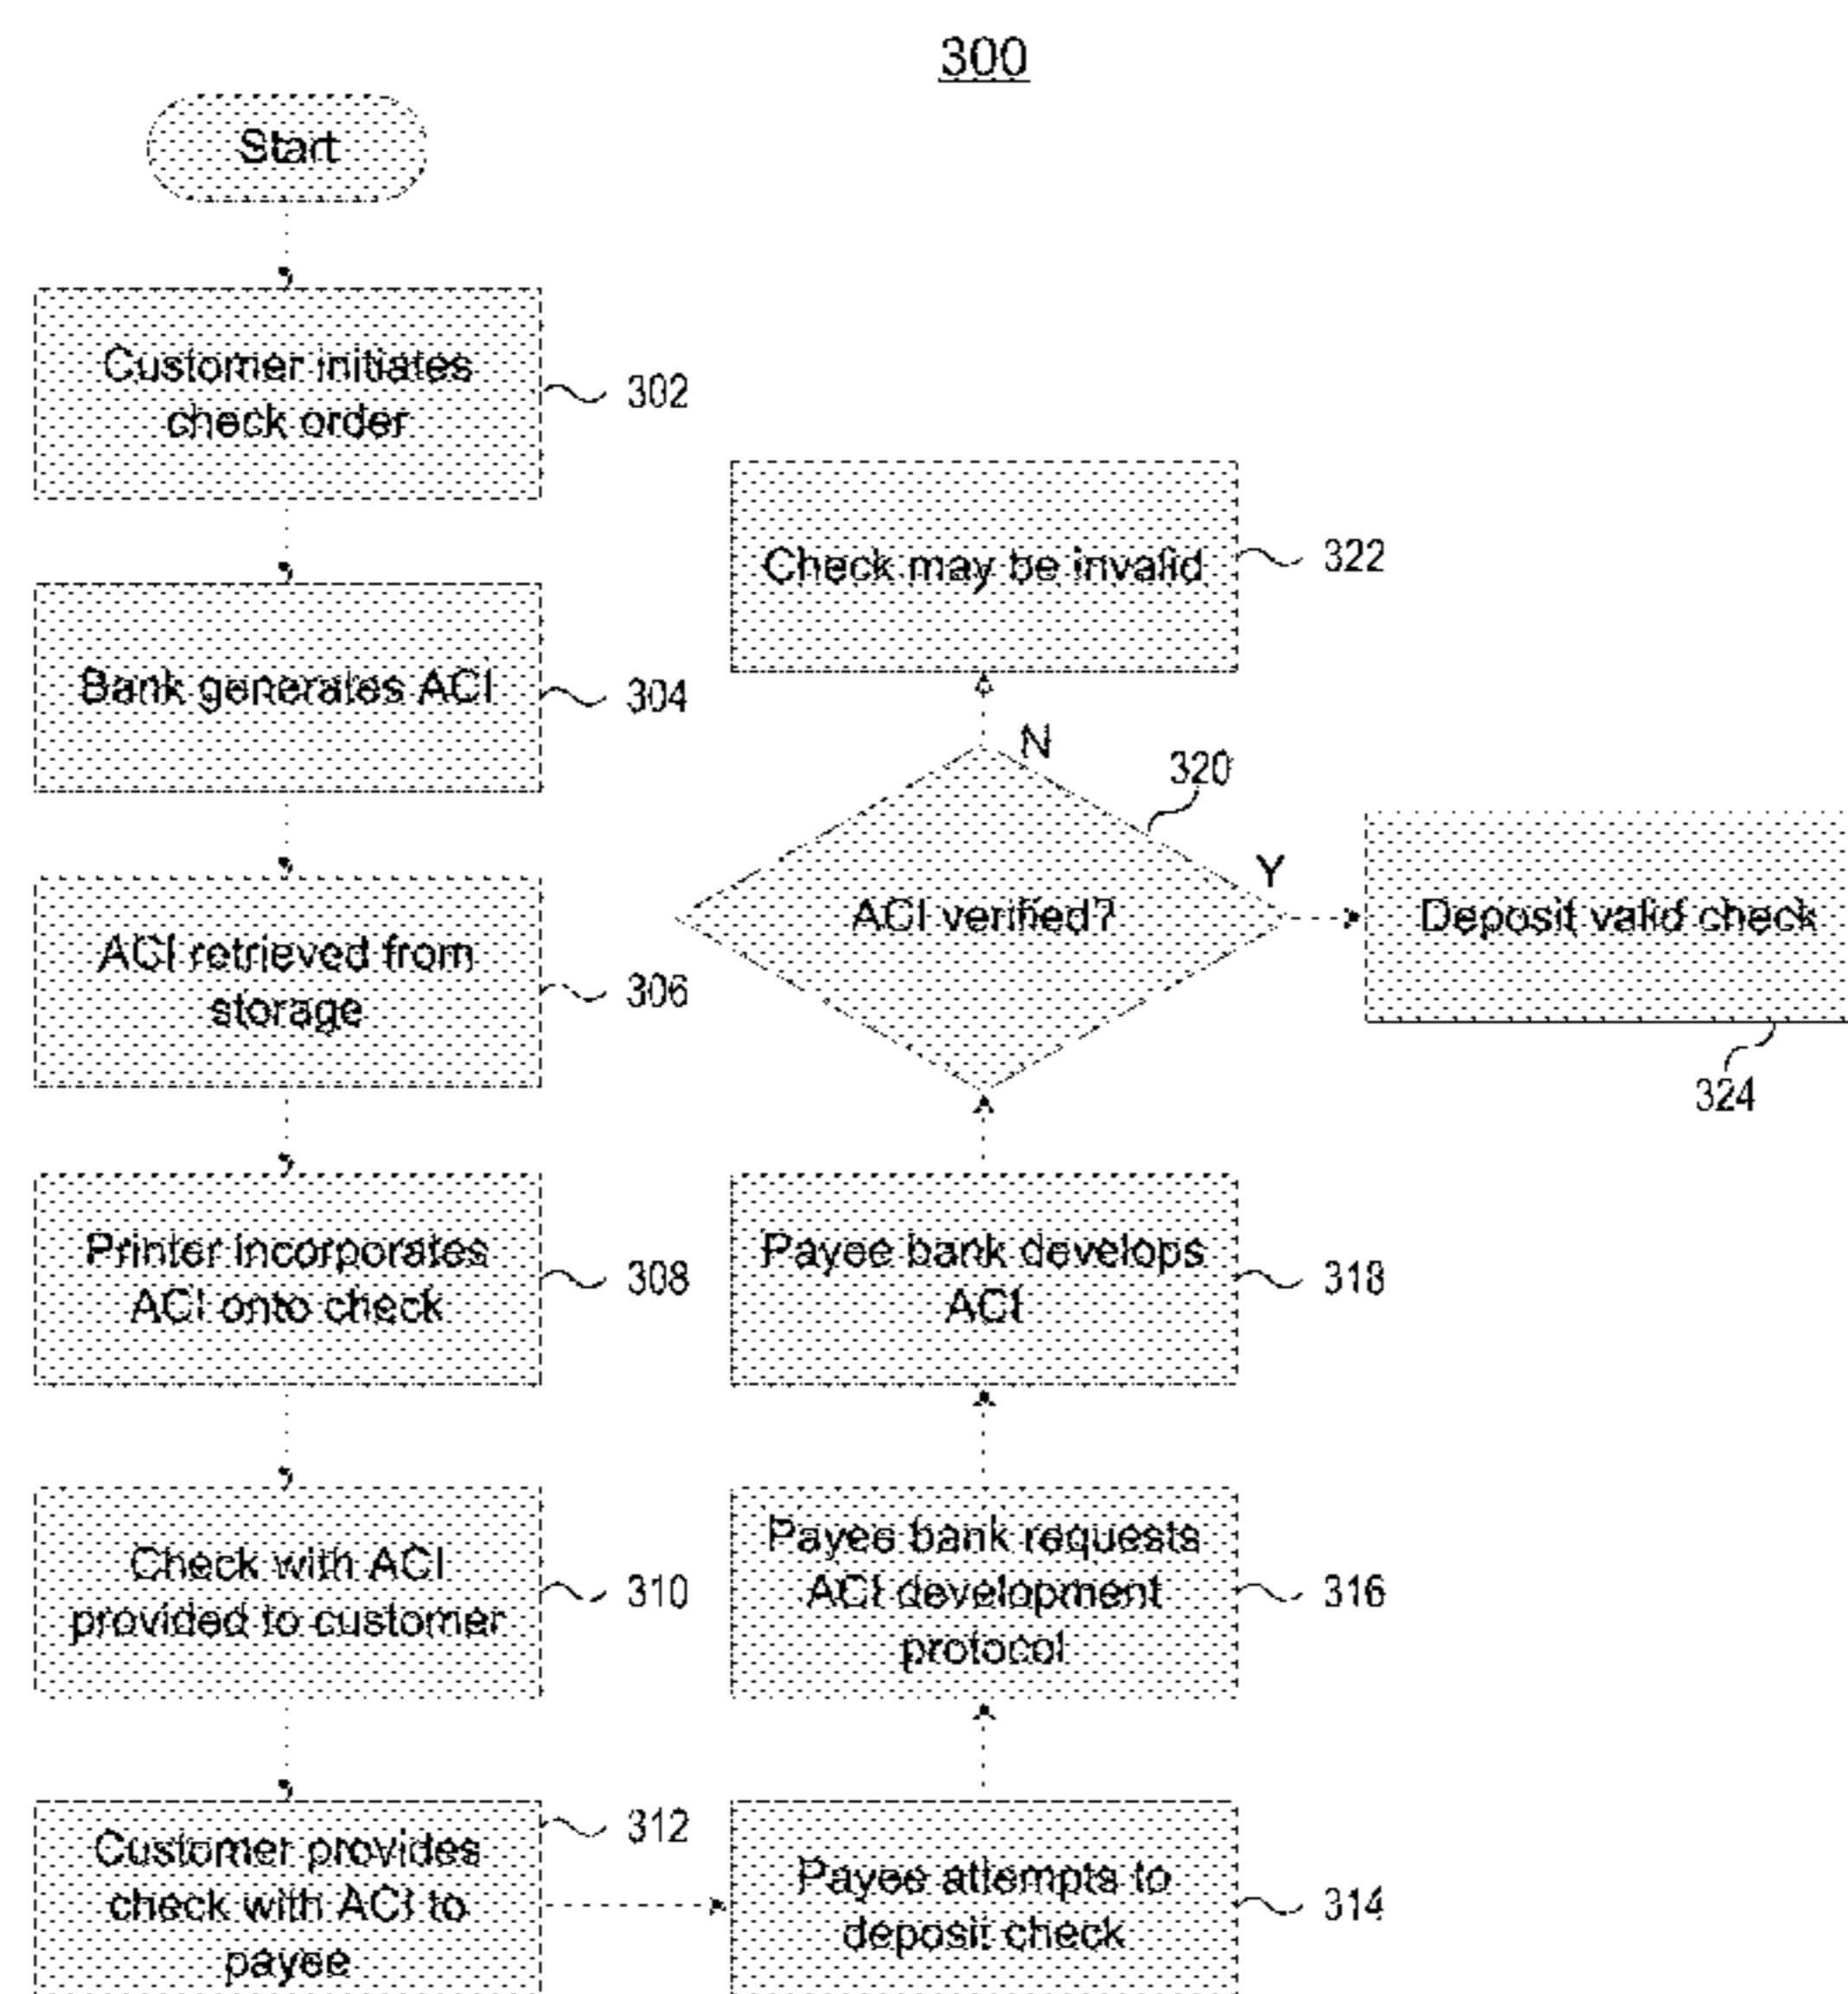 300
Start
Customer initiates
check order
302
Bank generates ACI
304
ACI retrieved from
storage
306
Printer incorporates
ACI onto check
308
Check with ACI
provided to customer
310
Customer provides
check with ACI to
payee
312
Payee attempts to
deposit check
314
Payee bank requests
ACI development
protocol
316
Payee bank develops
ACI
318
ACI verified?
320
N
Y
Check may be invalid
322
Deposit valid check
324